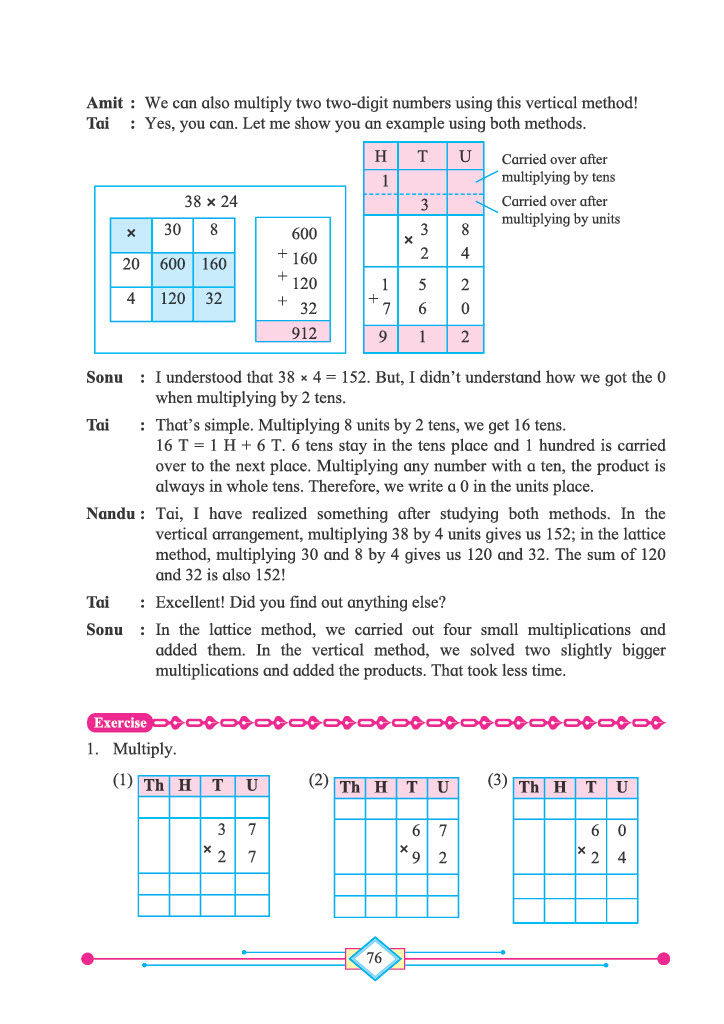 Amit : We can also multiply two two-digit numbers using this vertical method!
Tai : Yes, you can. Let me show you an example using both methods.
38 × 24
× 30 8
20 600 160
4 120 32
600
+ 160
+ 120
+ 32
912
H T U
1
3
3 8
× 2 4
1 5 2
+ 7 6 0
9 1 2
Carried over after
multiplying by tens
Carried over after
multiplying by units
Sonu : I understood that 38 × 4 = 152. But, I didn’t understand how we got the 0
when multiplying by 2 tens.
Tai : That’s simple. Multiplying 8 units by 2 tens, we get 16 tens.
16 T = 1 H + 6 T. 6 tens stay in the tens place and 1 hundred is carried
over to the next place. Multiplying any number with a ten, the product is
always in whole tens. Therefore, we write a 0 in the units place.
Nandu : Tai, I have realized something after studying both methods. In the
vertical arrangement, multiplying 38 by 4 units gives us 152; in the lattice
method, multiplying 30 and 8 by 4 gives us 120 and 32. The sum of 120
and 32 is also 152!
Tai : Excellent! Did you find out anything else?
Sonu : In the lattice method, we carried out four small multiplications and
added them. In the vertical method, we solved two slightly bigger
multiplications and added the products. That took less time.
Exercise
1. Multiply.
(1) Th H T U
3 7
× 2 7
(2) Th H T U
6 7
× 9 2
(3) Th H T U
6 0
× 2 4
76